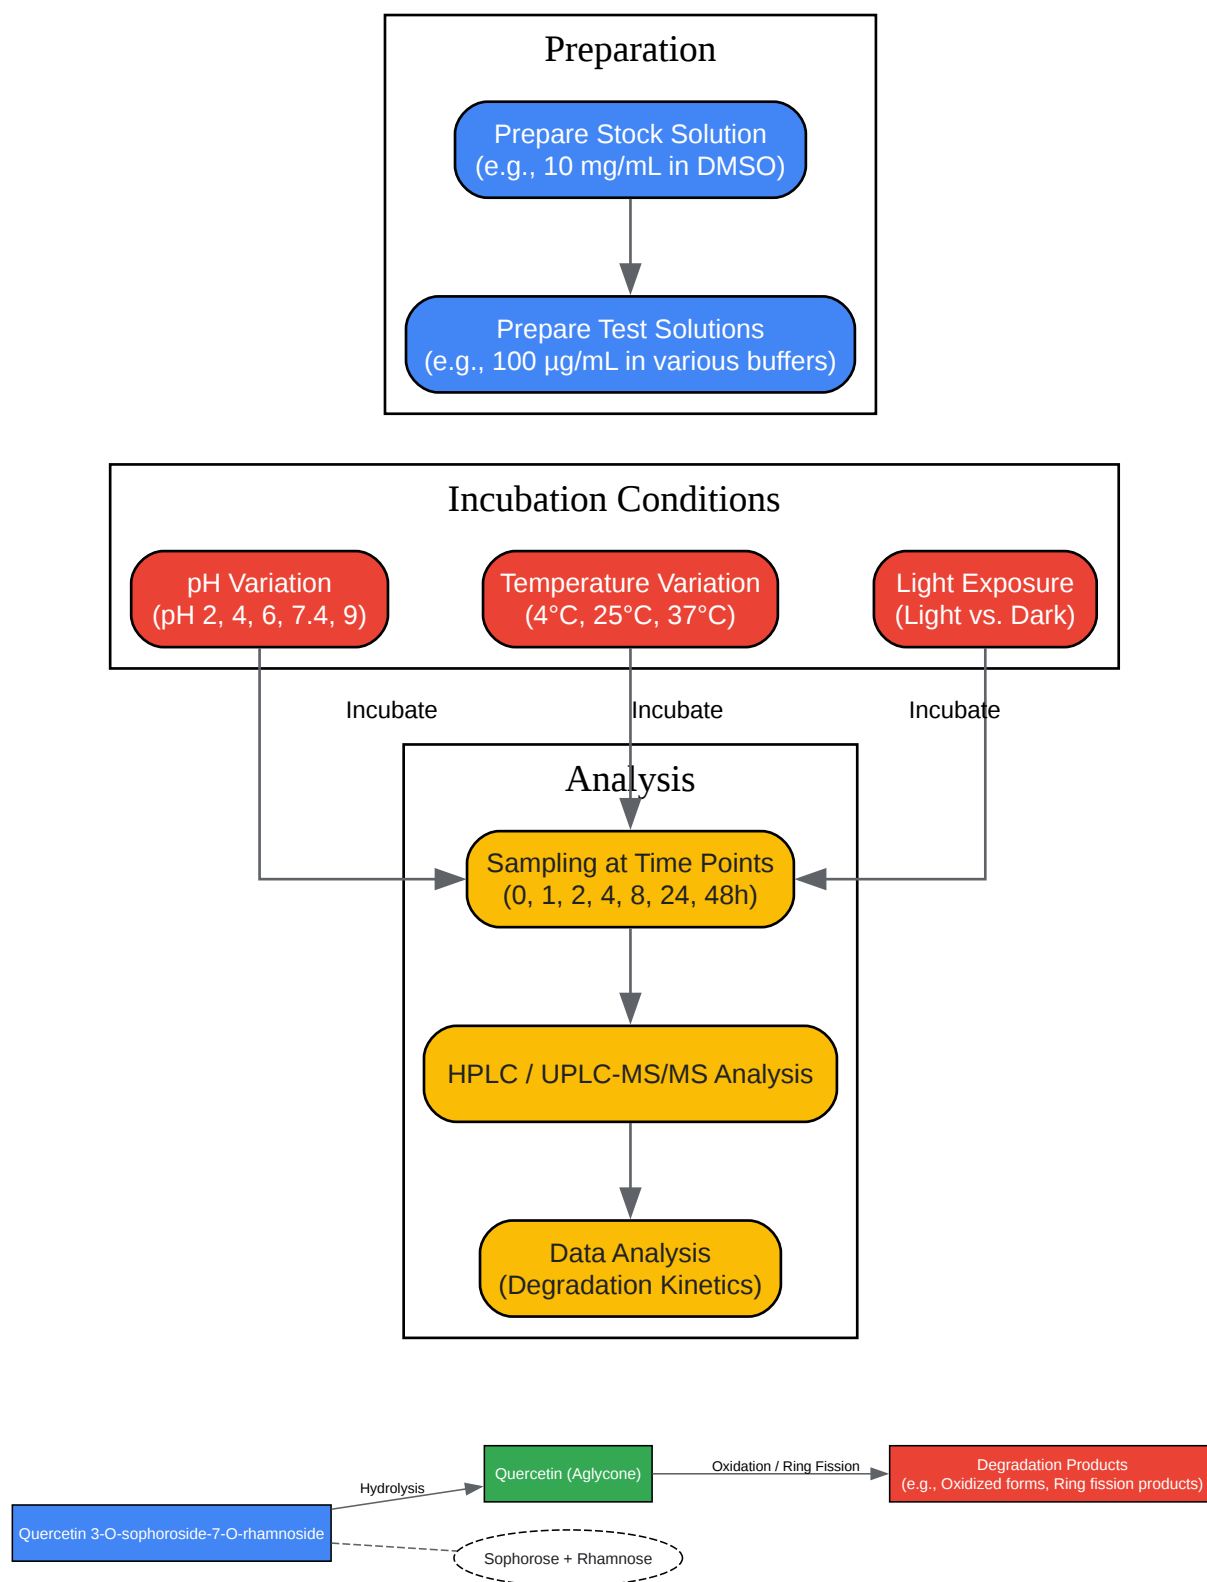 Preparation
Prepare Stock Solution
(e.g., 10 mg/mL in DMSO)
Prepare Test Solutions
(e.g., 100 µg/mL in various buffers)
Incubation Conditions
pH Variation
(pH 2, 4, 6, 7.4, 9)
Temperature Variation
(4°C, 25°C, 37°C)
Light Exposure
(Light vs. Dark)
Incubate
Incubate
Incubate
Analysis
Sampling at Time Points
(0, 1, 2, 4, 8, 24, 48h)
HPLC / UPLC-MS/MS Analysis
Data Analysis
(Degradation Kinetics)
Quercetin 3-O-sophoroside-7-O-rhamnoside
Hydrolysis
Quercetin (Aglycone)
Oxidation / Ring Fission
Degradation Products
(e.g., Oxidized forms, Ring fission products)
Sophorose + Rhamnose